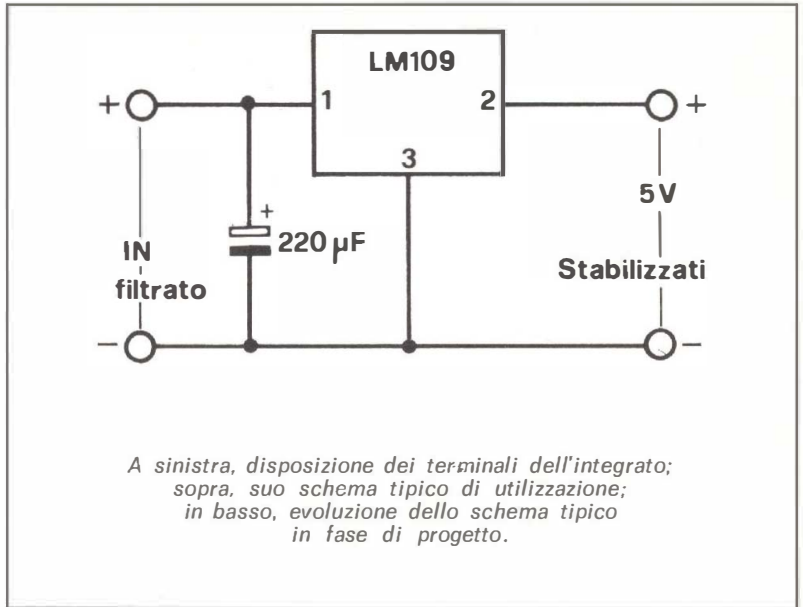 LM109
+ 1 2 +
3
+
220 µF
5 V
IN
filtrato
Stabilizzati
− −
A sinistra, disposizione dei terminali dell'integrato;
sopra, suo schema tipico di utilizzazione;
in basso, evoluzione dello schema tipico
in fase di progetto.